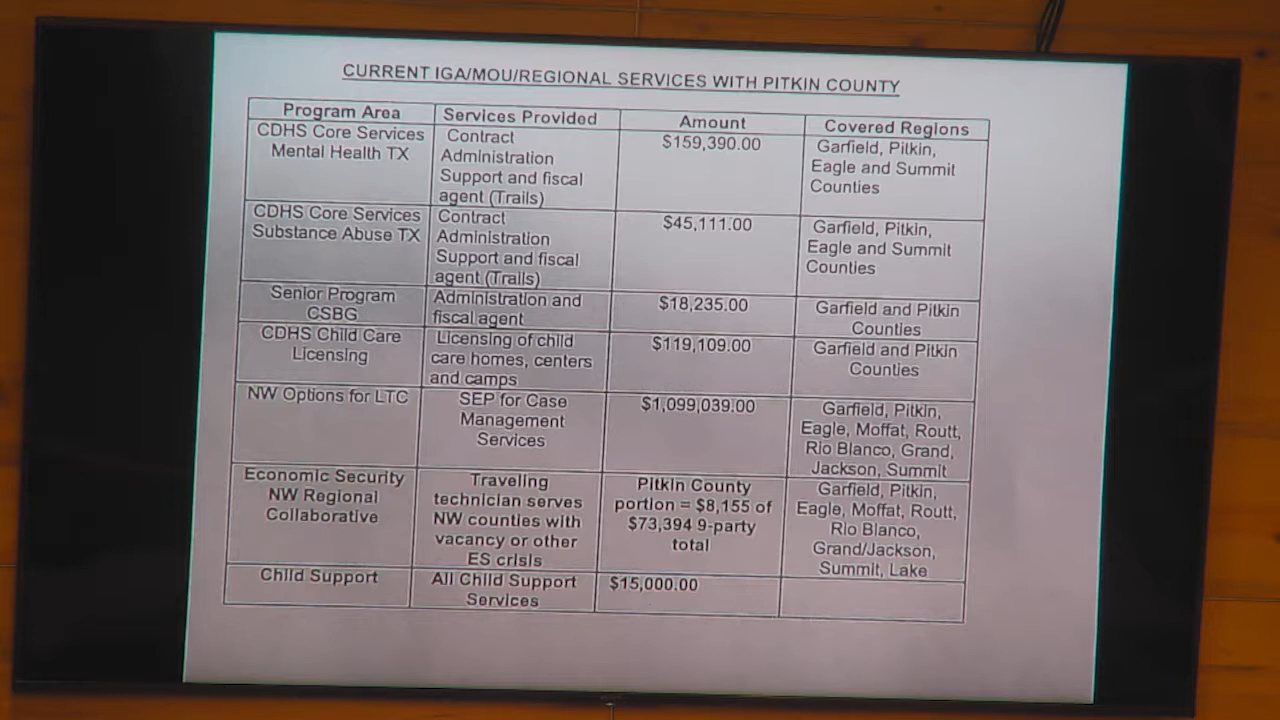 CURRENT IGA/MOU/REGIONAL SERVICES WITH PITKIN COUNTY
Program Area
Services Provided
Amount
Covered Regions
CDHS Core Services
Mental Health TX
Contract
Administration
Support and fiscal
agent (Trails)
$159,390.00
Garfield, Pitkin,
Eagle and Summit
Counties
CDHS Core Services
Substance Abuse TX
Contract
Administration
Support and fiscal
agent (Trails)
$45,111.00
Garfield, Pitkin,
Eagle and Summit
Counties
Senior Program
CSBG
Administration and
fiscal agent
$18,235.00
Garfield and Pitkin
Counties
CDHS Child Care
Licensing
Licensing of child
care homes, centers
and camps
$119,109.00
Garfield and Pitkin
Counties
NW Options for LTC
SEP for Case
Management
Services
$1,099,039.00
Garfield, Pitkin,
Eagle, Moffat, Routt,
Rio Blanco, Grand,
Jackson, Summit
Economic Security
NW Regional
Collaborative
Traveling
technician serves
NW counties with
vacancy or other
ES crisis
Pitkin County
portion = $8,155 of
$73,394 9-party
total
Garfield, Pitkin,
Eagle, Moffat, Routt,
Rio Blanco,
Grand/Jackson,
Summit, Lake
Child Support
All Child Support
Services
$15,000.00